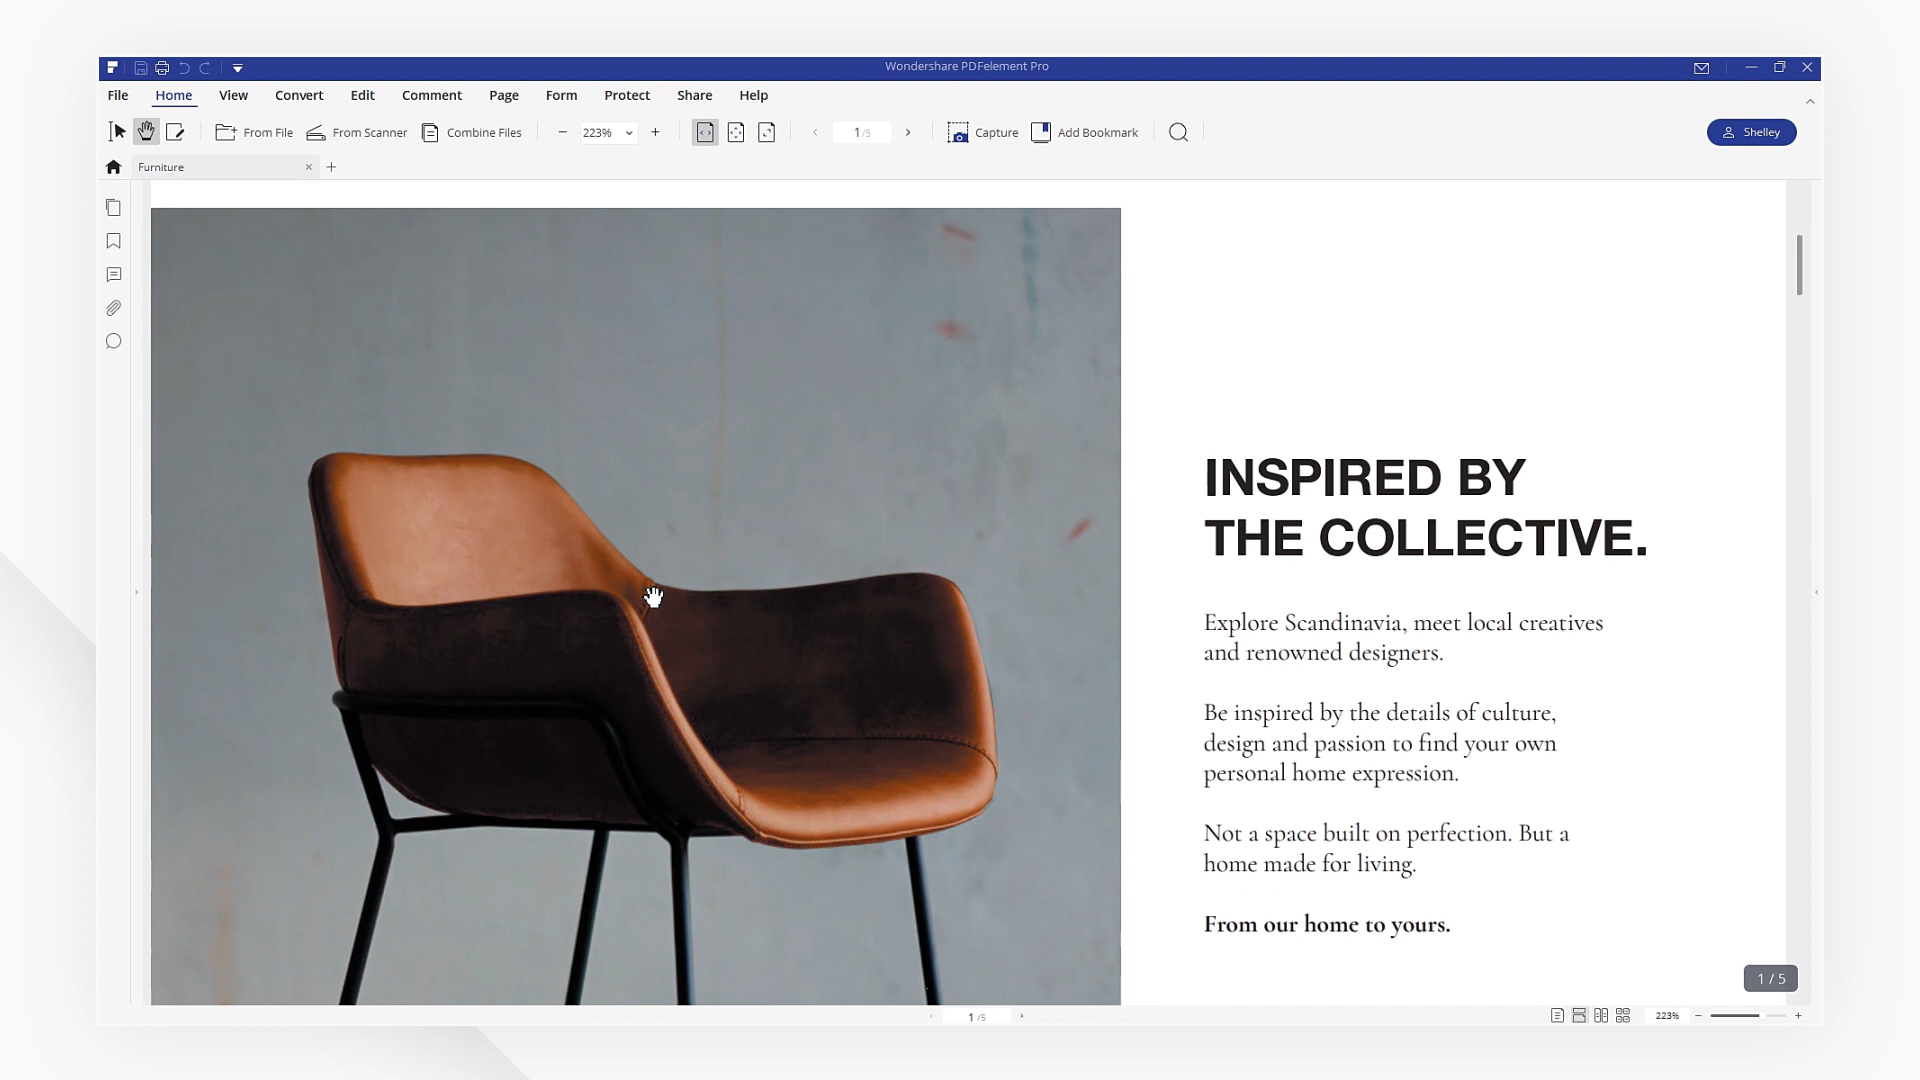 Wondershare PDFelement Pro
File Home View Convert Edit Comment Page Form Protect Share Help
From File From Scanner Combine Files 223% 1/5 Capture Add Bookmark Shelley
Furniture
INSPIRED BY
THE COLLECTIVE.
Explore Scandinavia, meet local creatives
and renowned designers.
Be inspired by the details of culture,
design and passion to find your own
personal home expression.
Not a space built on perfection. But a
home made for living.
From our home to yours.
1 / 5
1 /5 223%